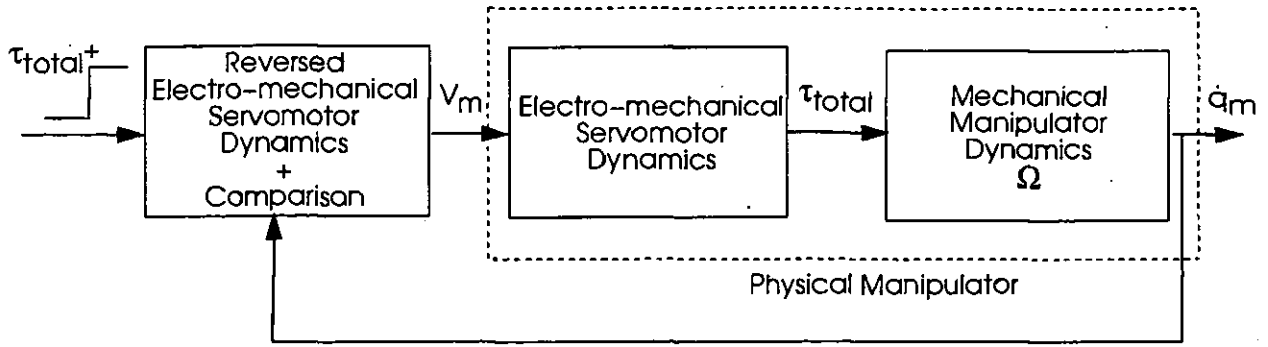 τtotal+
Reversed
Electro-mechanical
Servomotor
Dynamics
+
Comparison
Vm
Electro-mechanical
Servomotor
Dynamics
τtotal
Mechanical
Manipulator
Dynamics
Ω
q̇m
Physical Manipulator